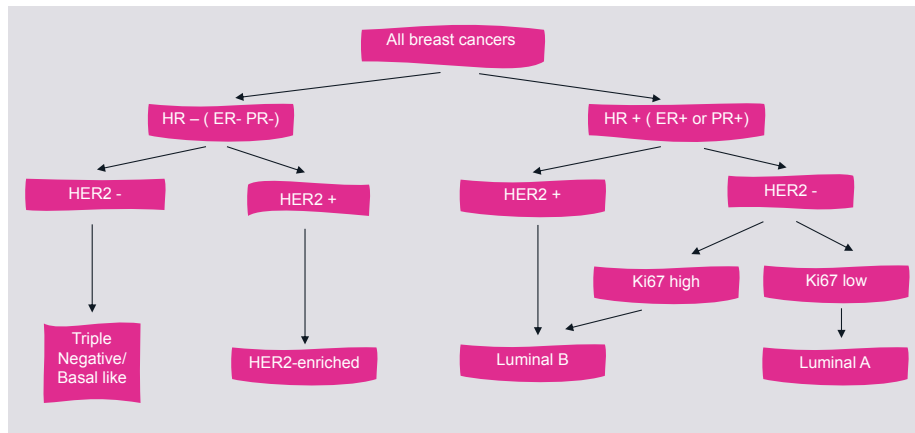 All breast cancers
HR – ( ER- PR-)
HR + ( ER+ or PR+)
HER2 -
HER2 +
HER2 +
HER2 -
Ki67 high
Ki67 low
Triple
Negative/
Basal like
HER2-enriched
Luminal B
Luminal A